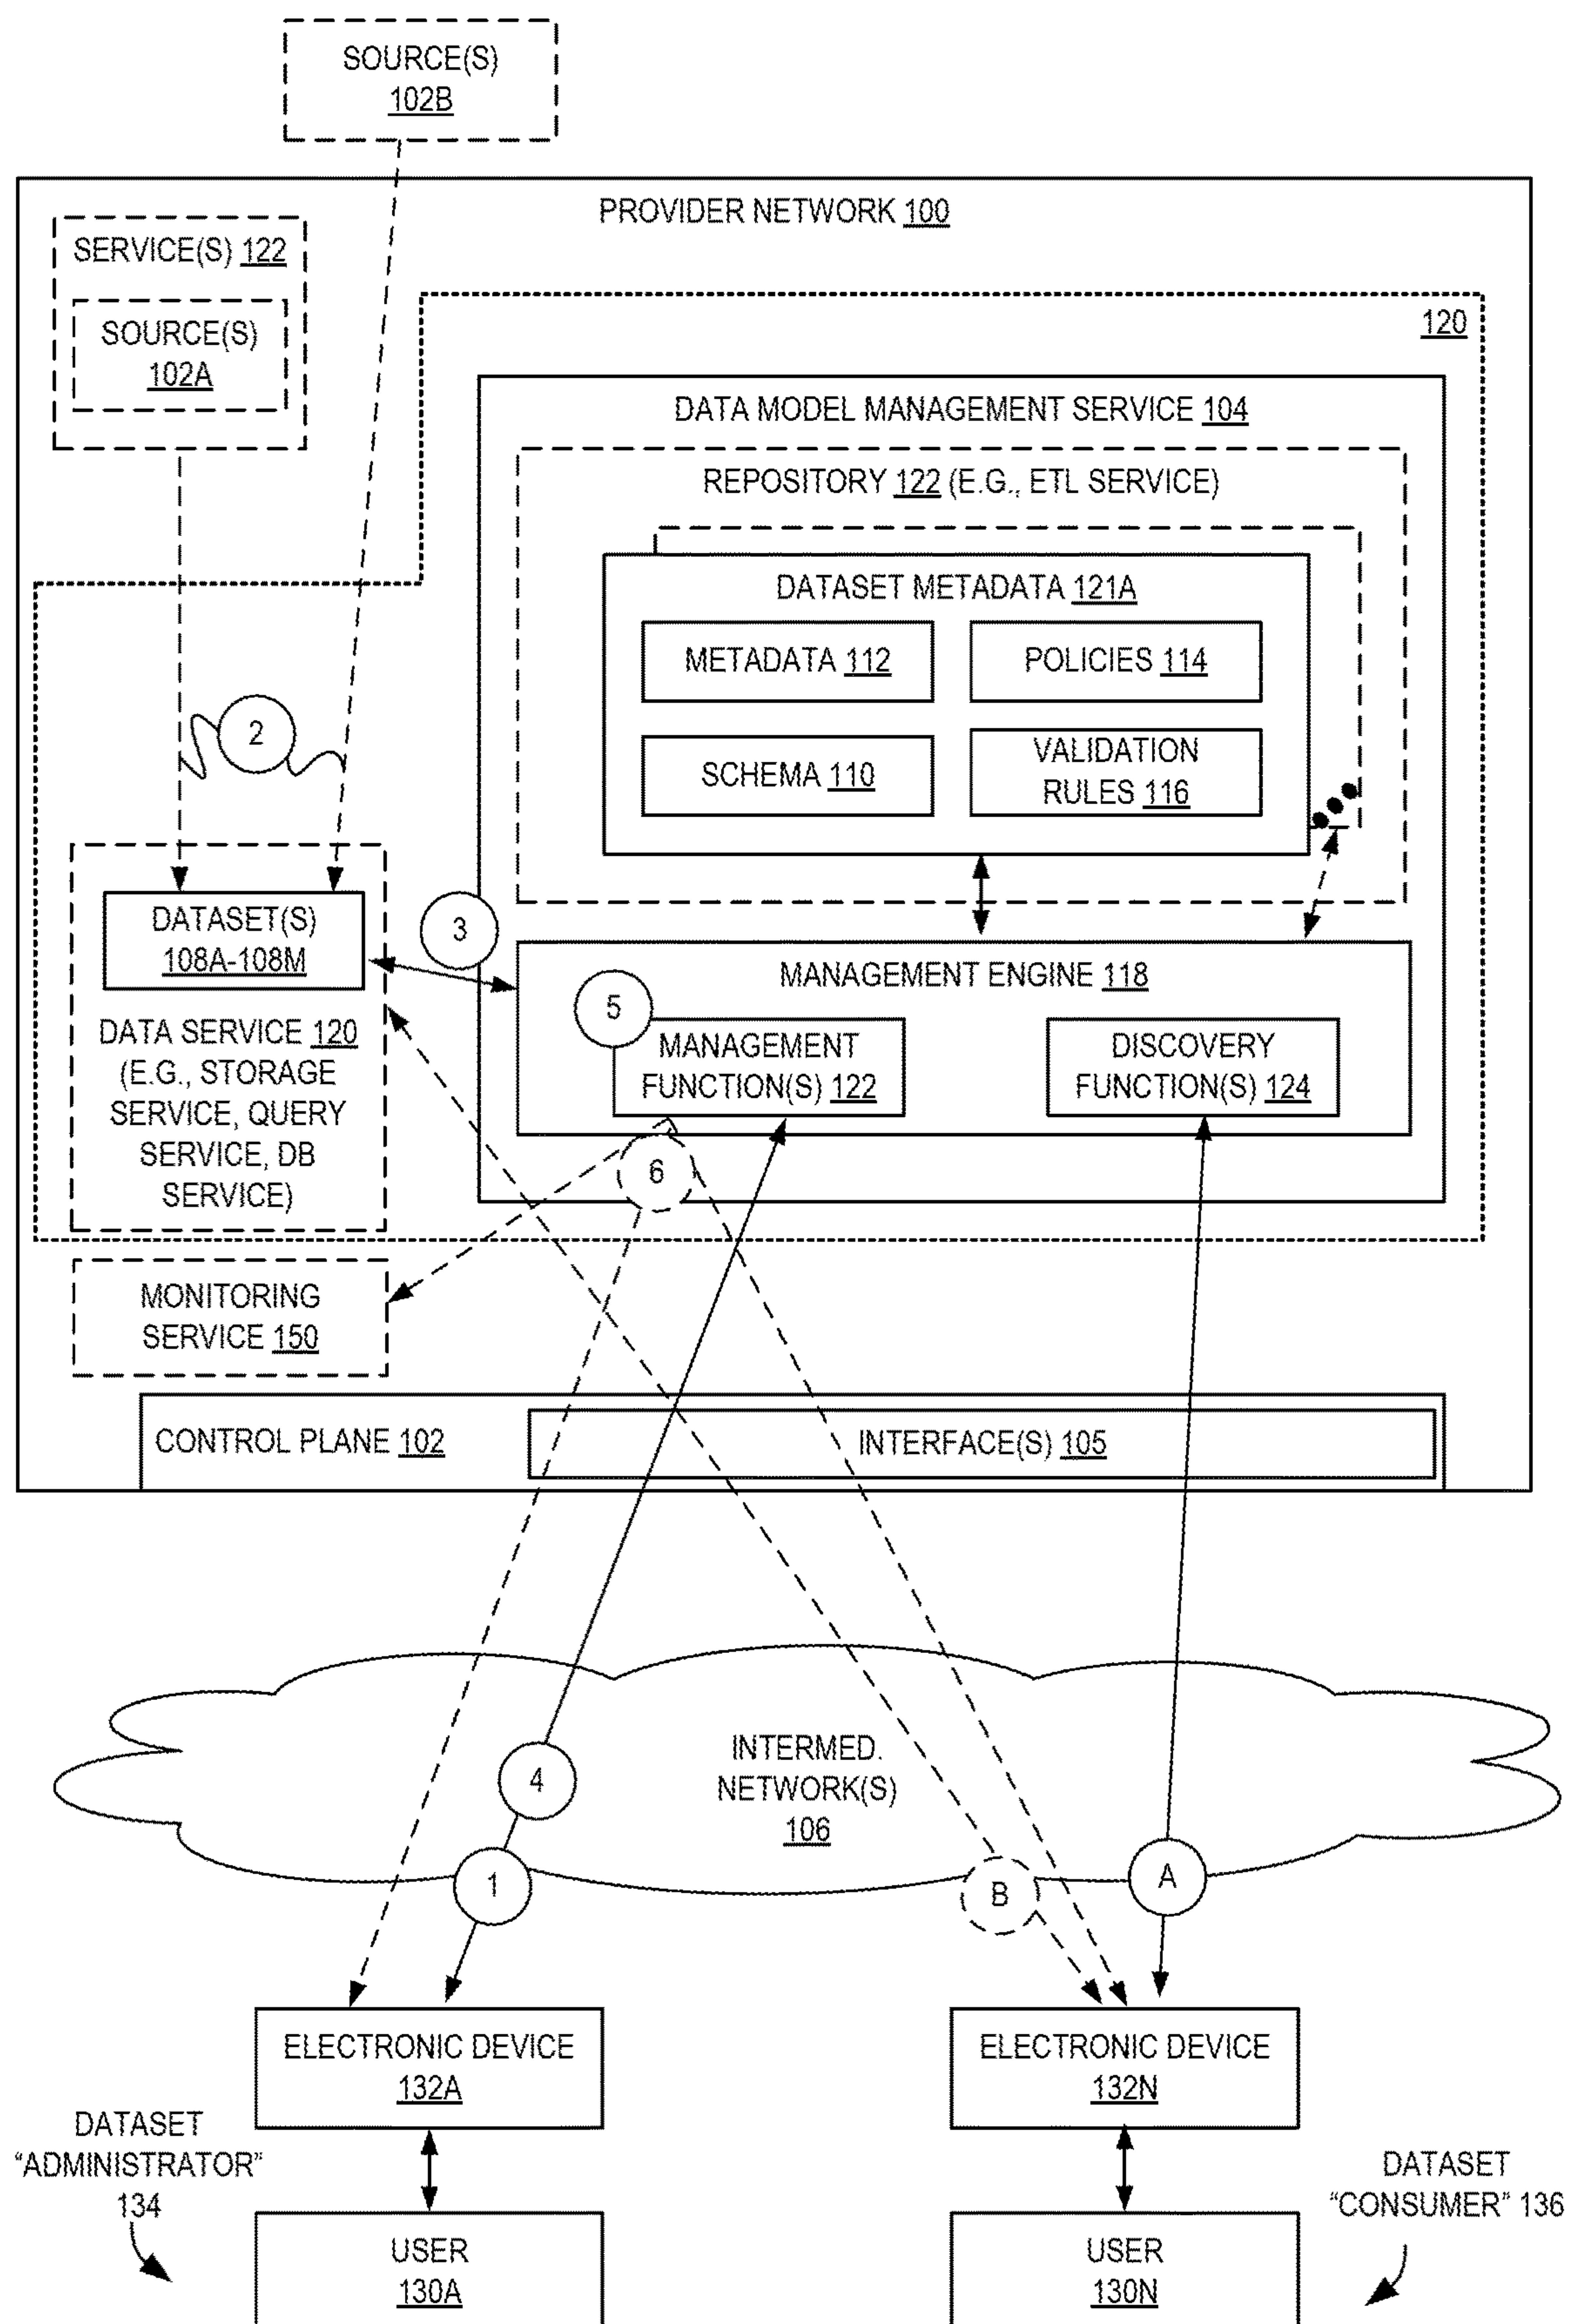 SOURCE(S)
102B
PROVIDER NETWORK 100
SERVICE(S) 122
SOURCE(S)
102A
120
DATA MODEL MANAGEMENT SERVICE 104
REPOSITORY 122 (E.G., ETL SERVICE)
DATASET METADATA 121A
METADATA 112
POLICIES 114
SCHEMA 110
VALIDATION
RULES 116
2
DATASET(S)
108A-108M
3
DATA SERVICE 120
(E.G., STORAGE
SERVICE, QUERY
SERVICE, DB
SERVICE)
MANAGEMENT ENGINE 118
5
MANAGEMENT
FUNCTION(S) 122
DISCOVERY
FUNCTION(S) 124
6
MONITORING
SERVICE 150
CONTROL PLANE 102
INTERFACE(S) 105
INTERMED.
NETWORK(S)
106
4
1
B
A
ELECTRONIC DEVICE
132A
ELECTRONIC DEVICE
132N
DATASET
“ADMINISTRATOR”
134
DATASET
“CONSUMER” 136
USER
130A
USER
130N